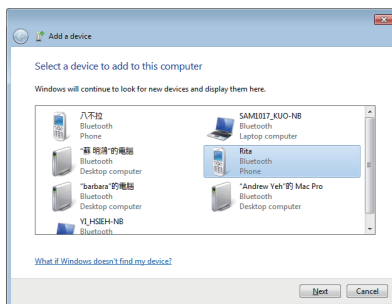 Add a device
Select a device to add to this computer
Windows will continue to look for new devices and display them here.
八不拉
Bluetooth
Phone
SAM1017_KUO-NB
Bluetooth
Laptop computer
"蘇 明鴻"的電腦
Bluetooth
Desktop computer
Rita
Bluetooth
Phone
"barbara"的電腦
Bluetooth
Desktop computer
"Andrew Yeh"的 Mac Pro
Bluetooth
Desktop computer
YI_HSIEH-NB
Bluetooth
What if Windows doesn't find my device?
Next
Cancel